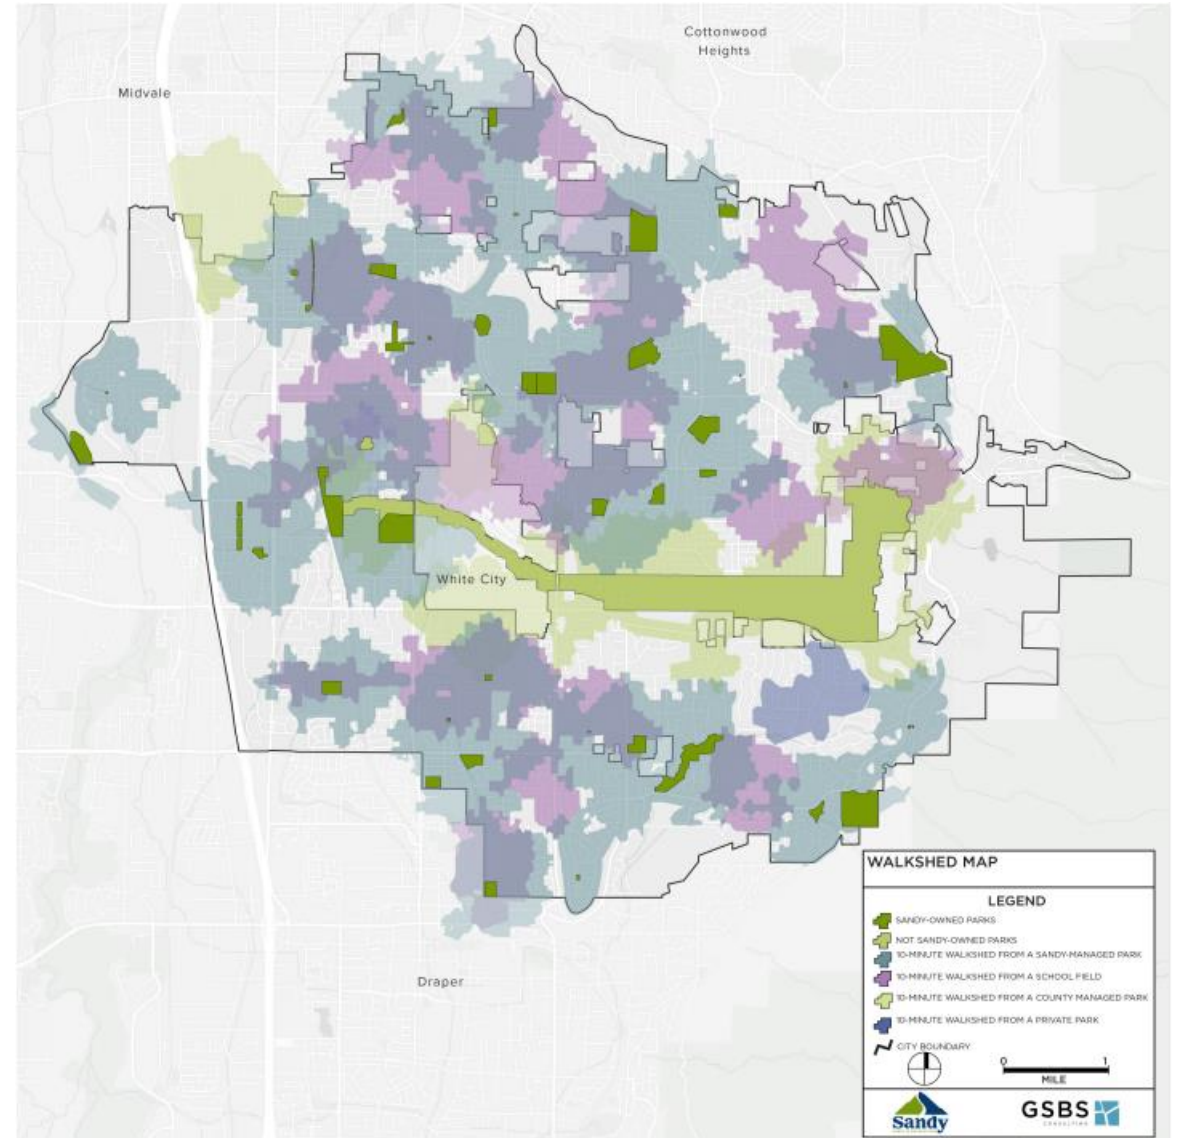 Cottonwood
Heights
Midvale
White City
Draper
WALKSHED MAP
LEGEND
SANDY-OWNED PARKS
NOT SANDY-OWNED PARKS
10-MINUTE WALKSHED FROM A SANDY-MANAGED PARK
10-MINUTE WALKSHED FROM A SCHOOL FIELD
10-MINUTE WALKSHED FROM A COUNTY MANAGED PARK
10-MINUTE WALKSHED FROM A PRIVATE PARK
CITY BOUNDARY
0 1
MILE
Sandy
GSBS
CONSULTING